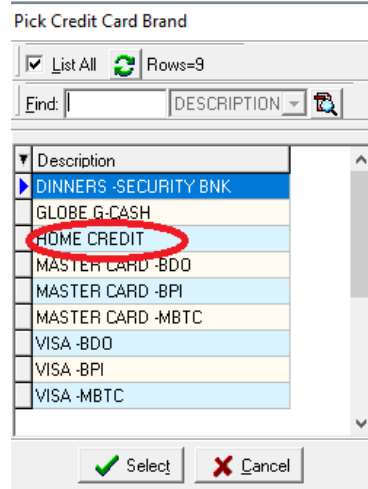 Pick Credit Card Brand
List All Rows=9
Find: DESCRIPTION
Description
DINNERS -SECURITY BNK
GLOBE G-CASH
HOME CREDIT
MASTER CARD -BDO
MASTER CARD -BPI
MASTER CARD -MBTC
VISA -BDO
VISA -BPI
VISA -MBTC
Select Cancel